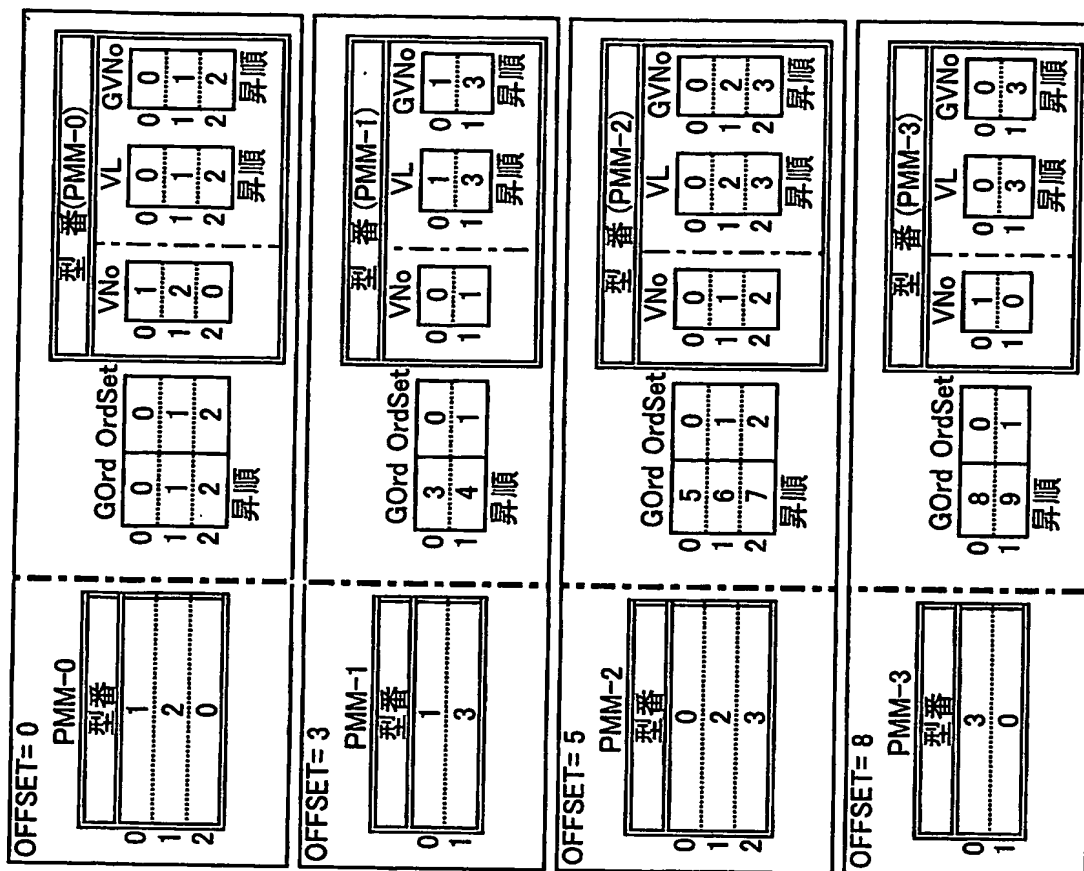 OFFSET= 0
PMM-0
型番
0 1
1 2
2 0
GOrd OrdSet
0 0 0
1 1 1
2 2 2
昇順
型 番(PMM-0)
VNo VL GVNo
0 1 0 0 0 0
1 2 1 1 1 1
2 0 2 2 2 2
昇順 昇順
OFFSET= 3
PMM-1
型番
0 1
1 3
GOrd OrdSet
0 3 0
1 4 1
昇順
型 番(PMM-1)
VNo VL GVNo
0 0 0 1 0 1
1 1 1 3 1 3
昇順 昇順
OFFSET= 5
PMM-2
型番
0 0
1 2
2 3
GOrd OrdSet
0 5 0
1 6 1
2 7 2
昇順
型 番(PMM-2)
VNo VL GVNo
0 0 0 0 0 0
1 1 1 2 1 2
2 2 2 3 2 3
昇順 昇順
OFFSET= 8
PMM-3
型番
0 3
1 0
GOrd OrdSet
0 8 0
1 9 1
昇順
型 番(PMM-3)
VNo VL GVNo
0 1 0 0 0 0
1 0 1 3 1 3
昇順 昇順